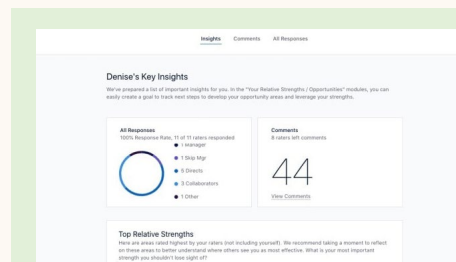 Insights Comments All Responses
Denise's Key Insights
We've prepared a list of important insights for you. In the "Your Relative Strengths / Opportunities" modules, you can
easily create a goal to track next steps to develop your opportunity areas and leverage your strengths.
All Responses
100% Response Rate, 11 of 11 raters responded
1 Manager
1 Skip Mgr
5 Directs
3 Collaborators
1 Other
Comments
8 raters left comments
44
View Comments
Top Relative Strengths
Here are areas rated highest by your raters (not including yourself). We recommend taking a moment to reflect
on these areas to better understand where others see you as most effective. What is your most important
strength you shouldn't lose sight of?